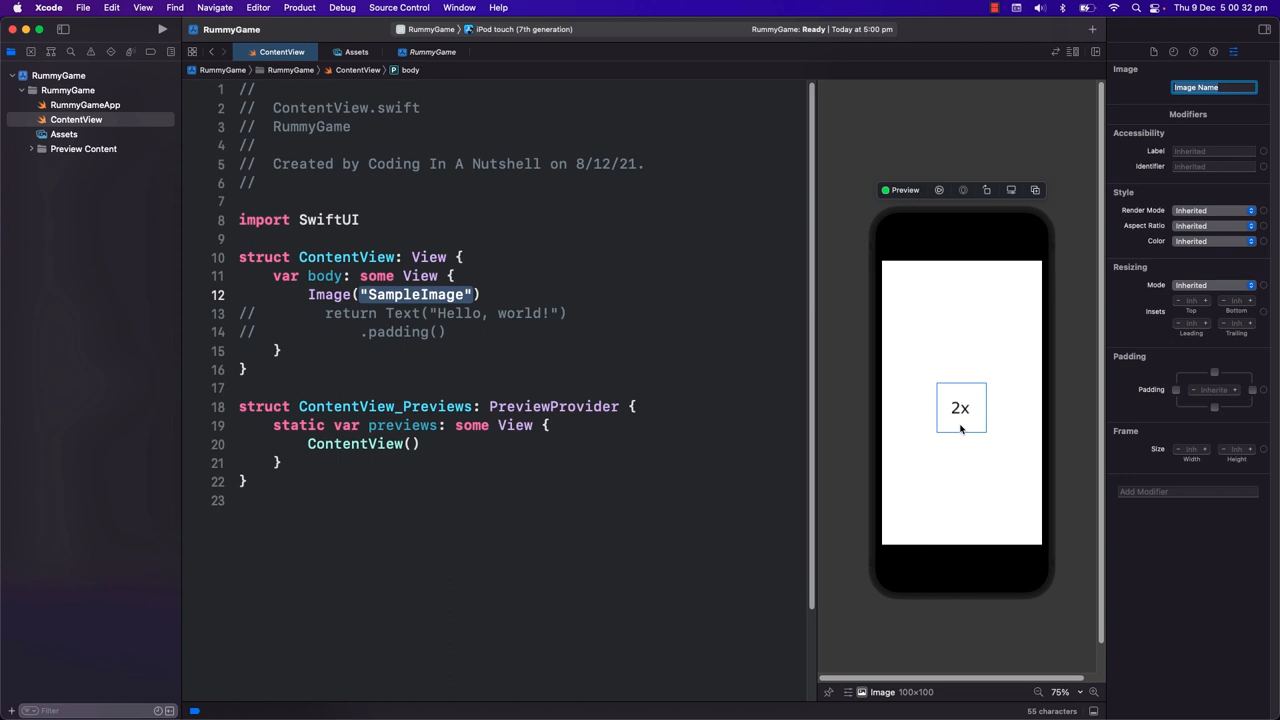 Xcode File Edit View Find Navigate Editor Product Debug Source Control Window Help Thu 9 Dec 5 00 32 pm
RummyGame
RummyGame 〉 iPod touch (7th generation)
RummyGame: Ready | Today at 5:00 pm
ContentView Assets RummyGame
RummyGame 〉 RummyGame 〉 ContentView 〉 P body
RummyGame
RummyGame
RummyGameApp
ContentView
Assets
Preview Content
1 //
2 //  ContentView.swift
3 //  RummyGame
4 //
5 //  Created by Coding In A Nutshell on 8/12/21.
6 //
7
8 import SwiftUI
9
10 struct ContentView: View {
11     var body: some View {
12         Image("SampleImage")
13 //        return Text("Hello, world!")
14 //            .padding()
15     }
16 }
17
18 struct ContentView_Previews: PreviewProvider {
19     static var previews: some View {
20         ContentView()
21     }
22 }
23
Preview
2x
Image 100×100
75%
Image
Image Name
Modifiers
Accessibility
Label Inherited
Identifier Inherited
Style
Render Mode Inherited
Aspect Ratio Inherited
Color Inherited
Resizing
Mode Inherited
Insets − Inh + − Inh +
Top Bottom
− Inh + − Inh +
Leading Trailing
Padding
Padding − Inherite +
Frame
Size − Inh + − Inh +
Width Height
Add Modifier
Filter
55 characters